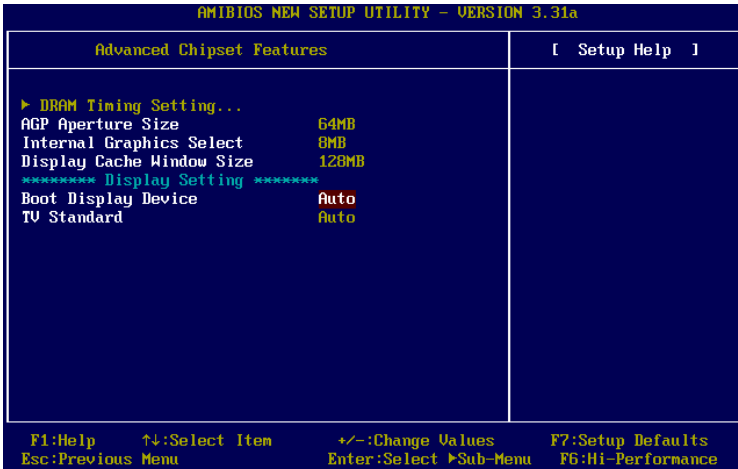 AMIBIOS NEW SETUP UTILITY - VERSION 3.31a
Advanced Chipset Features
[ Setup Help ]
▶ DRAM Timing Setting...
AGP Aperture Size 64MB
Internal Graphics Select 8MB
Display Cache Window Size 128MB
******** Display Setting *******
Boot Display Device Auto
TV Standard Auto
F1:Help ↑↓:Select Item +/-:Change Values F7:Setup Defaults
Esc:Previous Menu Enter:Select ▶Sub-Menu F6:Hi-Performance